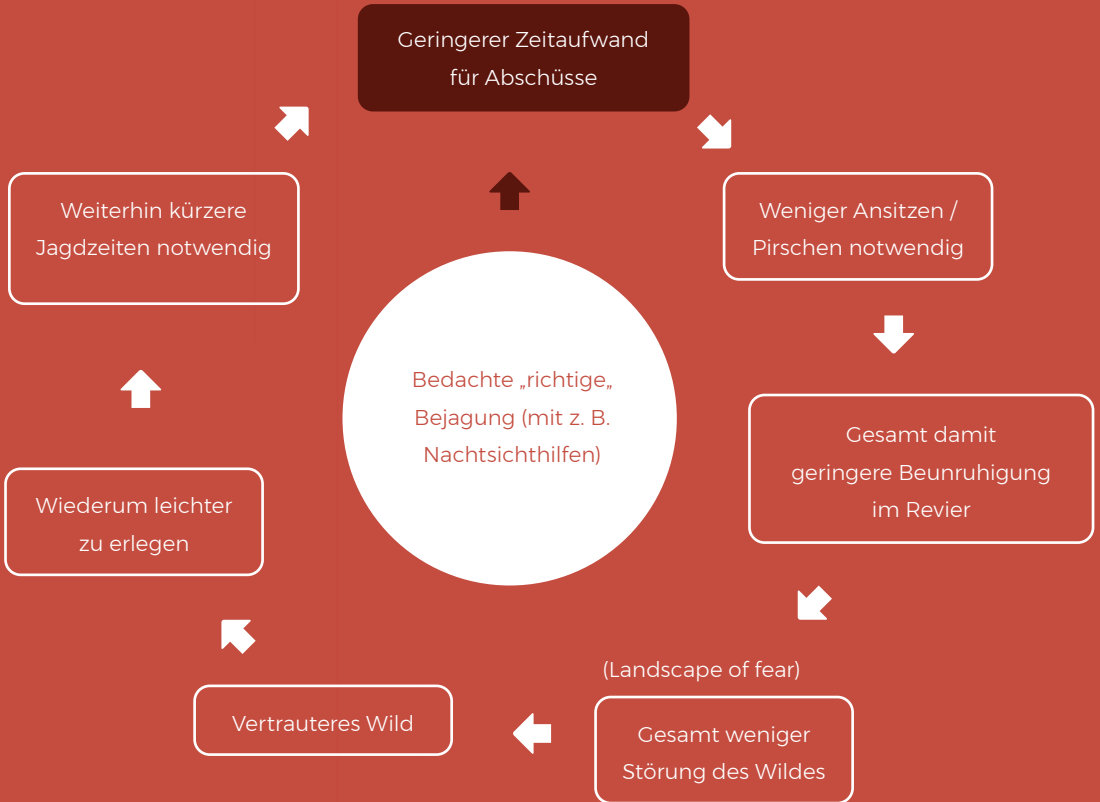 Geringerer Zeitaufwand
für Abschüsse
Weniger Ansitzen /
Pirschen notwendig
Gesamt damit
geringere Beunruhigung
im Revier
(Landscape of fear)
Gesamt weniger
Störung des Wildes
Vertrauteres Wild
Wiederum leichter
zu erlegen
Weiterhin kürzere
Jagdzeiten notwendig
Bedachte „richtige„
Bejagung (mit z. B.
Nachtsichthilfen)